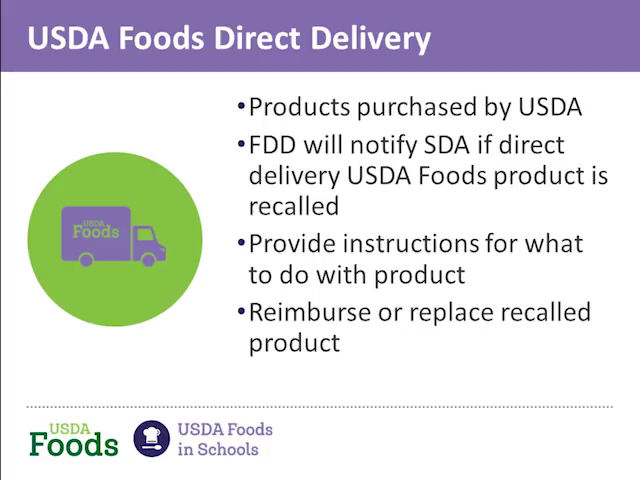 USDA Foods Direct Delivery
•Products purchased by USDA
•FDD will notify SDA if direct
delivery USDA Foods product is
recalled
•Provide instructions for what
to do with product
•Reimburse or replace recalled
product
USDA
Foods
USDA
Foods
USDA Foods
in Schools